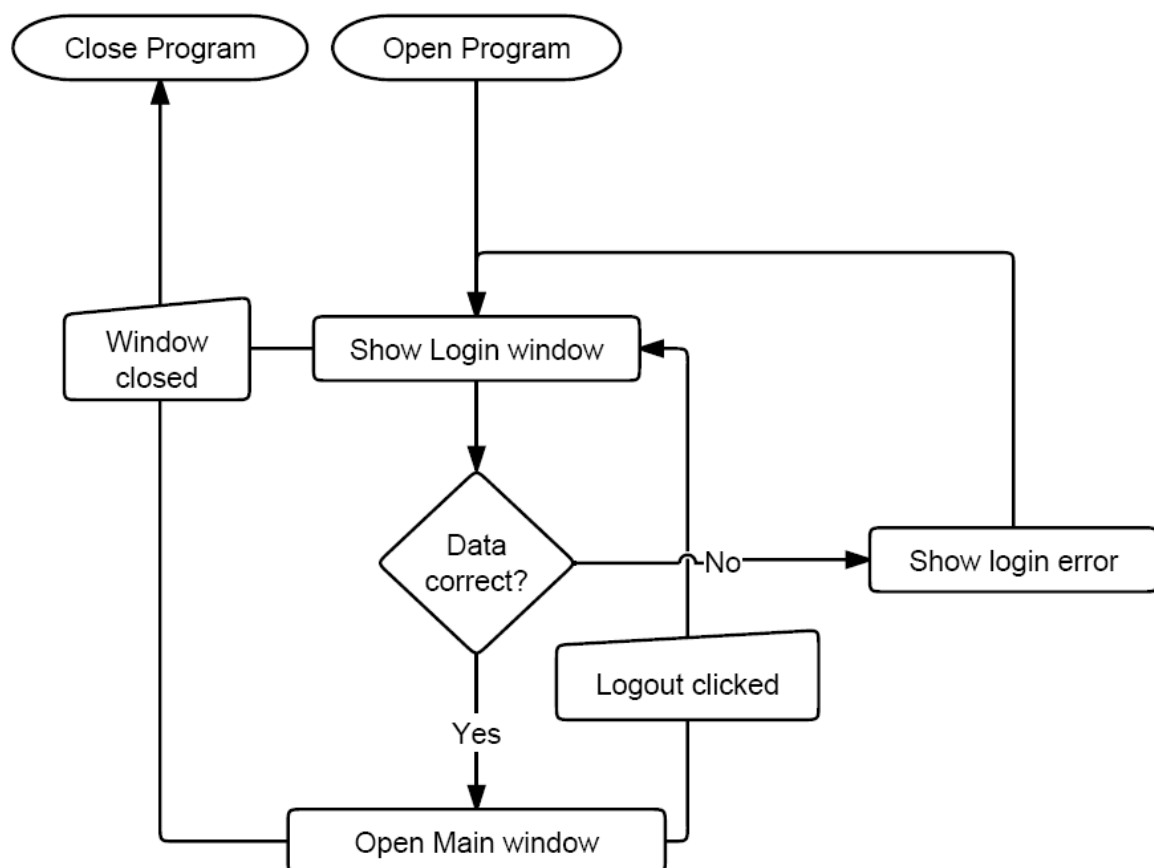 Close Program
Open Program
Window
closed
Show Login window
Data
correct?
No
Show login error
Logout clicked
Yes
Open Main window